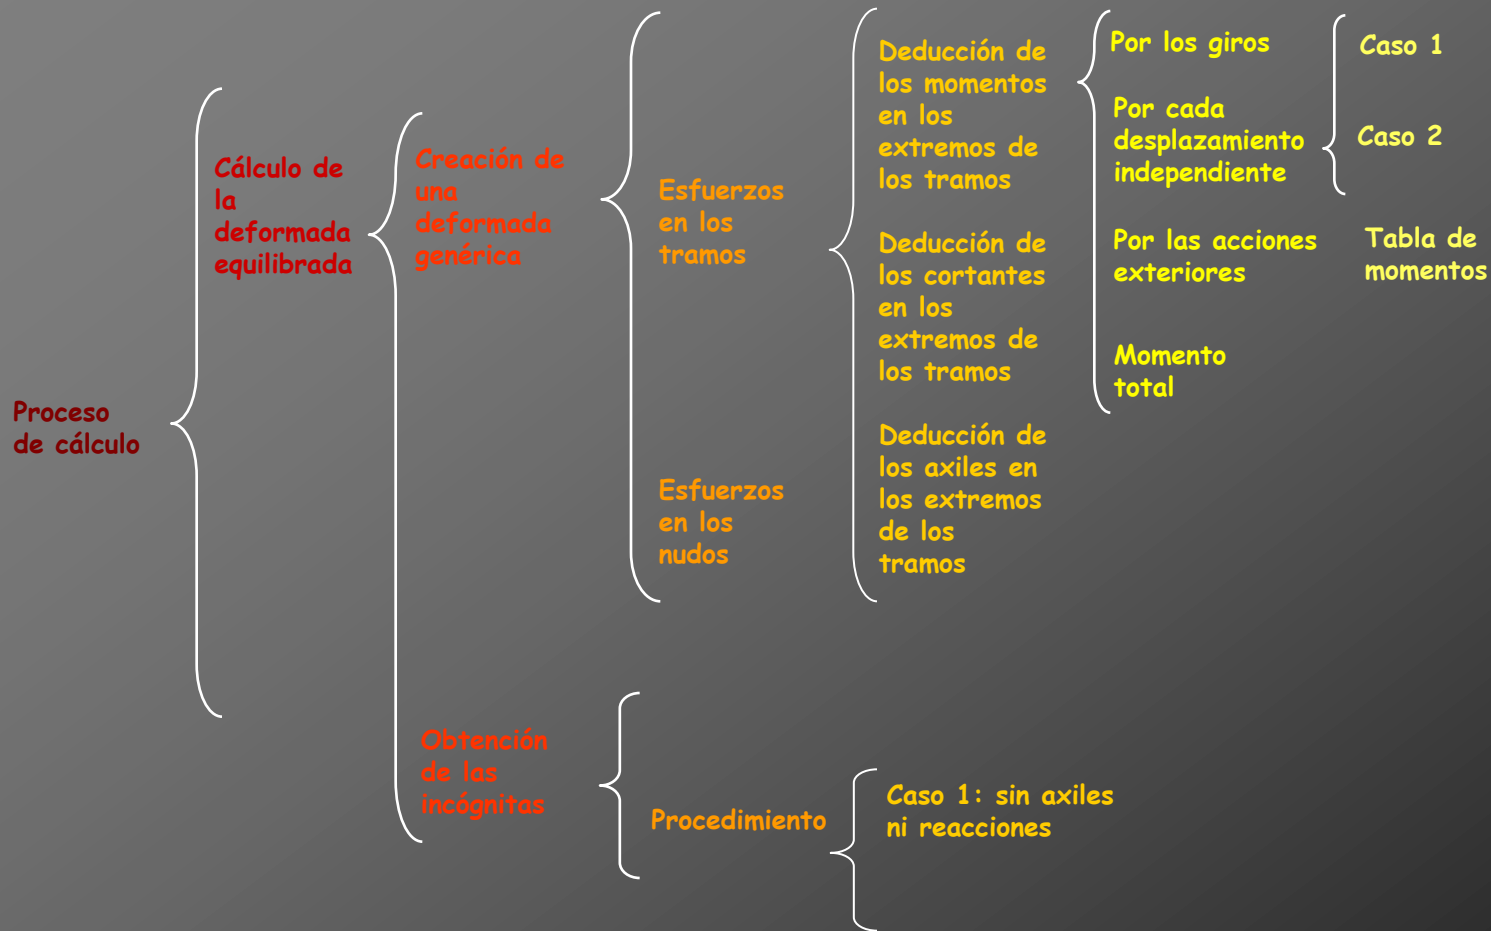 Proceso
de cálculo
Cálculo de
la
deformada
equilibrada
Creación de
una
deformada
genérica
Esfuerzos
en los
tramos
Deducción de
los momentos
en los
extremos de
los tramos
Por los giros
Por cada
desplazamiento
independiente
Caso 1
Caso 2
Por las acciones
exteriores
Tabla de
momentos
Momento
total
Deducción de
los cortantes
en los
extremos de
los tramos
Deducción de
los axiles en
los extremos
de los
tramos
Esfuerzos
en los
nudos
Obtención
de las
incógnitas
Procedimiento
Caso 1: sin axiles
ni reacciones